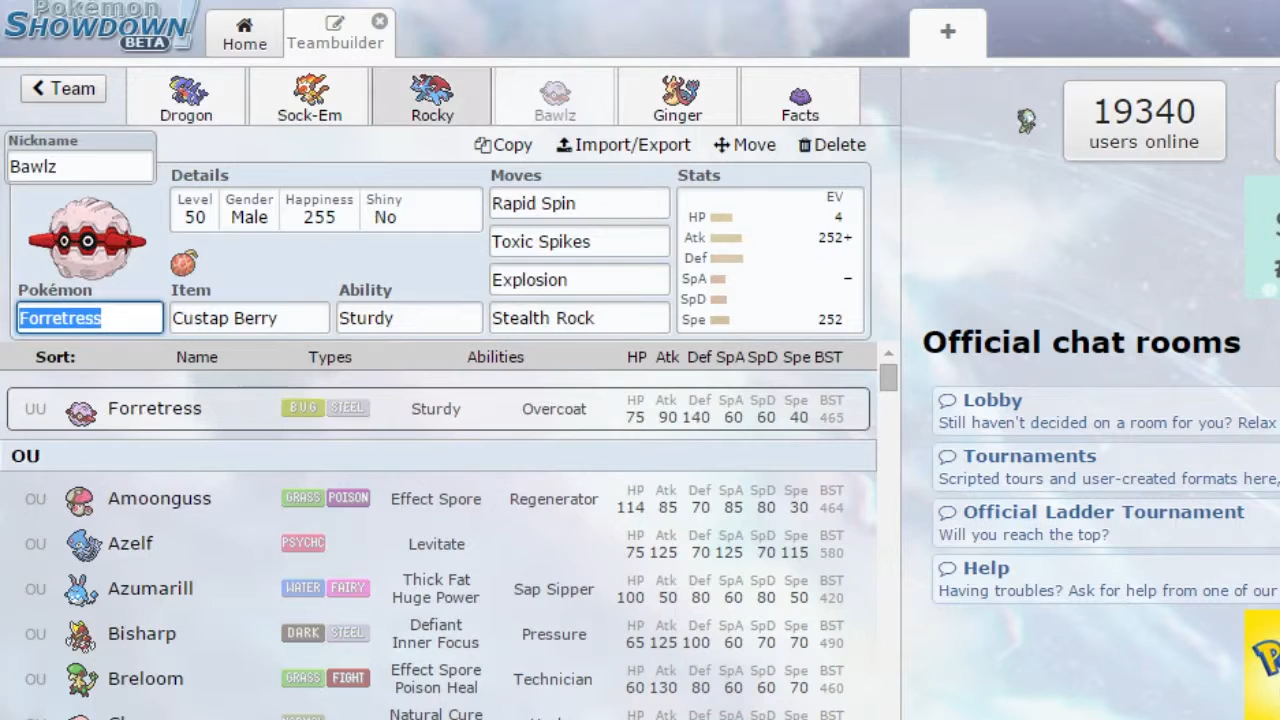 Pokémon
SHOWDOWN
BETA
Home
Teambuilder
+
Team
Drogon
Sock-Em
Rocky
Bawlz
Ginger
Facts
19340
users online
Nickname
Bawlz
Copy
Import/Export
Move
Delete
Details
Moves
Stats
Level
Gender
Happiness
Shiny
50
Male
255
No
Rapid Spin
Toxic Spikes
Explosion
Stealth Rock
EV
HP 4
Atk 252+
Def
SpA –
SpD
Spe 252
Pokémon
Item
Ability
Forretress
Custap Berry
Sturdy
Official chat rooms
Sort: Name Types Abilities HP Atk Def SpA SpD Spe BST
HP Atk Def SpA SpD Spe BST
UU Forretress BUG STEEL Sturdy Overcoat 75 90 140 60 60 40 465
OU
HP Atk Def SpA SpD Spe BST
OU Amoonguss GRASS POISON Effect Spore Regenerator 114 85 70 85 80 30 464
HP Atk Def SpA SpD Spe BST
OU Azelf PSYCHC Levitate 75 125 70 125 70 115 580
HP Atk Def SpA SpD Spe BST
OU Azumarill WATER FAIRY Thick Fat Huge Power Sap Sipper 100 50 80 60 80 50 420
HP Atk Def SpA SpD Spe BST
OU Bisharp DARK STEEL Defiant Inner Focus Pressure 65 125 100 60 70 70 490
HP Atk Def SpA SpD Spe BST
OU Breloom GRASS FIGHT Effect Spore Poison Heal Technician 60 130 80 60 60 70 460
HP Atk Def SpA SpD Spe BST
Natural Cure
Lobby
Still haven't decided on a room for you? Relax
Tournaments
Scripted tours and user-created formats here,
Official Ladder Tournament
Will you reach the top?
Help
Having troubles? Ask for help from one of our